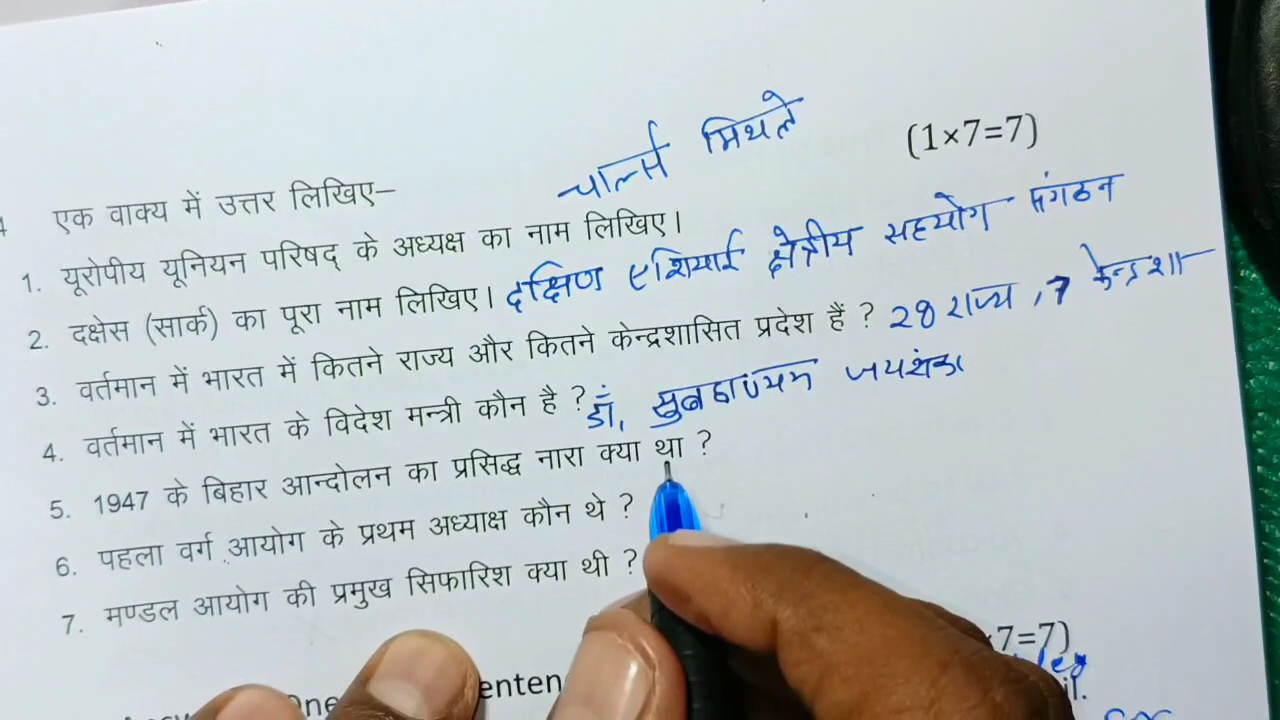 चार्ल्स मिथले
(1×7=7)
एक वाक्य में उत्तर लिखिए–
1. यूरोपीय यूनियन परिषद् के अध्यक्ष का नाम लिखिए।
2. दक्षेस (सार्क) का पूरा नाम लिखिए। दक्षिण एशियाई क्षेत्रीय सहयोग संगठन
3. वर्तमान में भारत में कितने राज्य और कितने केन्द्रशासित प्रदेश हैं ? 28 राज्य, 7 केन्द्रशा
4. वर्तमान में भारत के विदेश मन्त्री कौन है ? डॉ. सुब्रह्मण्यम जयशंकर
5. 1947 के बिहार आन्दोलन का प्रसिद्ध नारा क्या था ?
6. पहला वर्ग आयोग के प्रथम अध्याक्ष कौन थे ?
7. मण्डल आयोग की प्रमुख सिफारिश क्या थी ?
7=7)